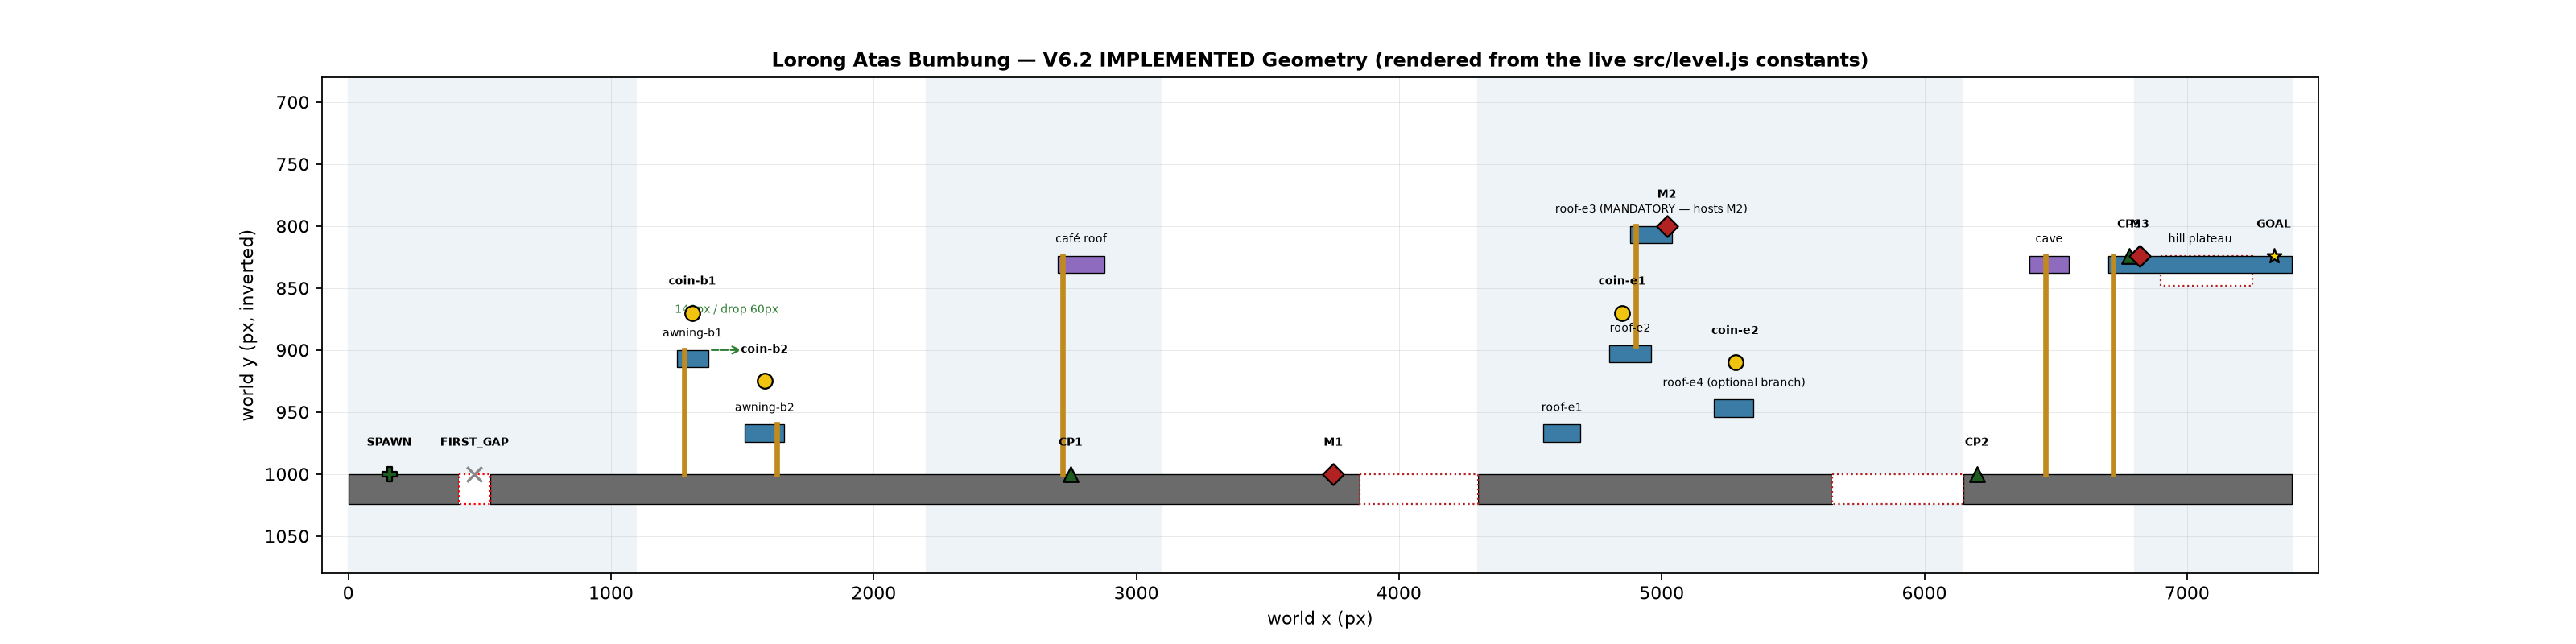 Lorong Atas Bumbung — V6.2 IMPLEMENTED Geometry (rendered from the live src/level.js constants)
700
750
800
850
900
950
1000
1050
world y (px, inverted)
SPAWN
FIRST_GAP
coin-b1
px / drop 60px
awning-b1
coin-b2
awning-b2
café roof
CP1
M1
M2
roof-e3 (MANDATORY — hosts M2)
coin-e1
roof-e2
coin-e2
roof-e4 (optional branch)
roof-e1
CP2
cave
hill plateau
GOAL
0
1000
2000
3000
4000
5000
6000
7000
world x (px)